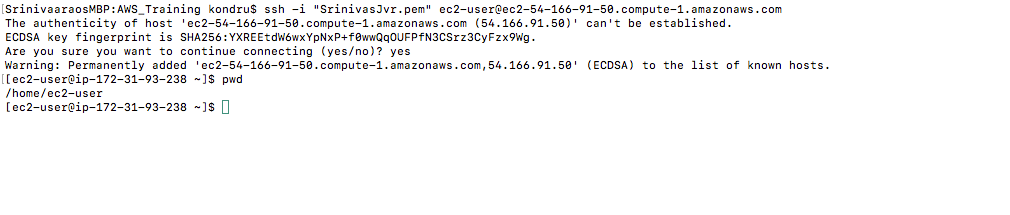 [SrinivaaraosMBP:AWS_Training kondru$ ssh -i "SrinivasJvr.pem" ec2-user@ec2-54-166-91-50.compute-1.amazonaws.com
The authenticity of host 'ec2-54-166-91-50.compute-1.amazonaws.com (54.166.91.50)' can't be established.
ECDSA key fingerprint is SHA256:YXREEtdW6wxYpNxP+f0wwQqOUFPfN3CSrz3CyFzx9Wg.
Are you sure you want to continue connecting (yes/no)? yes
Warning: Permanently added 'ec2-54-166-91-50.compute-1.amazonaws.com,54.166.91.50' (ECDSA) to the list of known hosts.
[[ec2-user@ip-172-31-93-238 ~]$ pwd
/home/ec2-user
[ec2-user@ip-172-31-93-238 ~]$